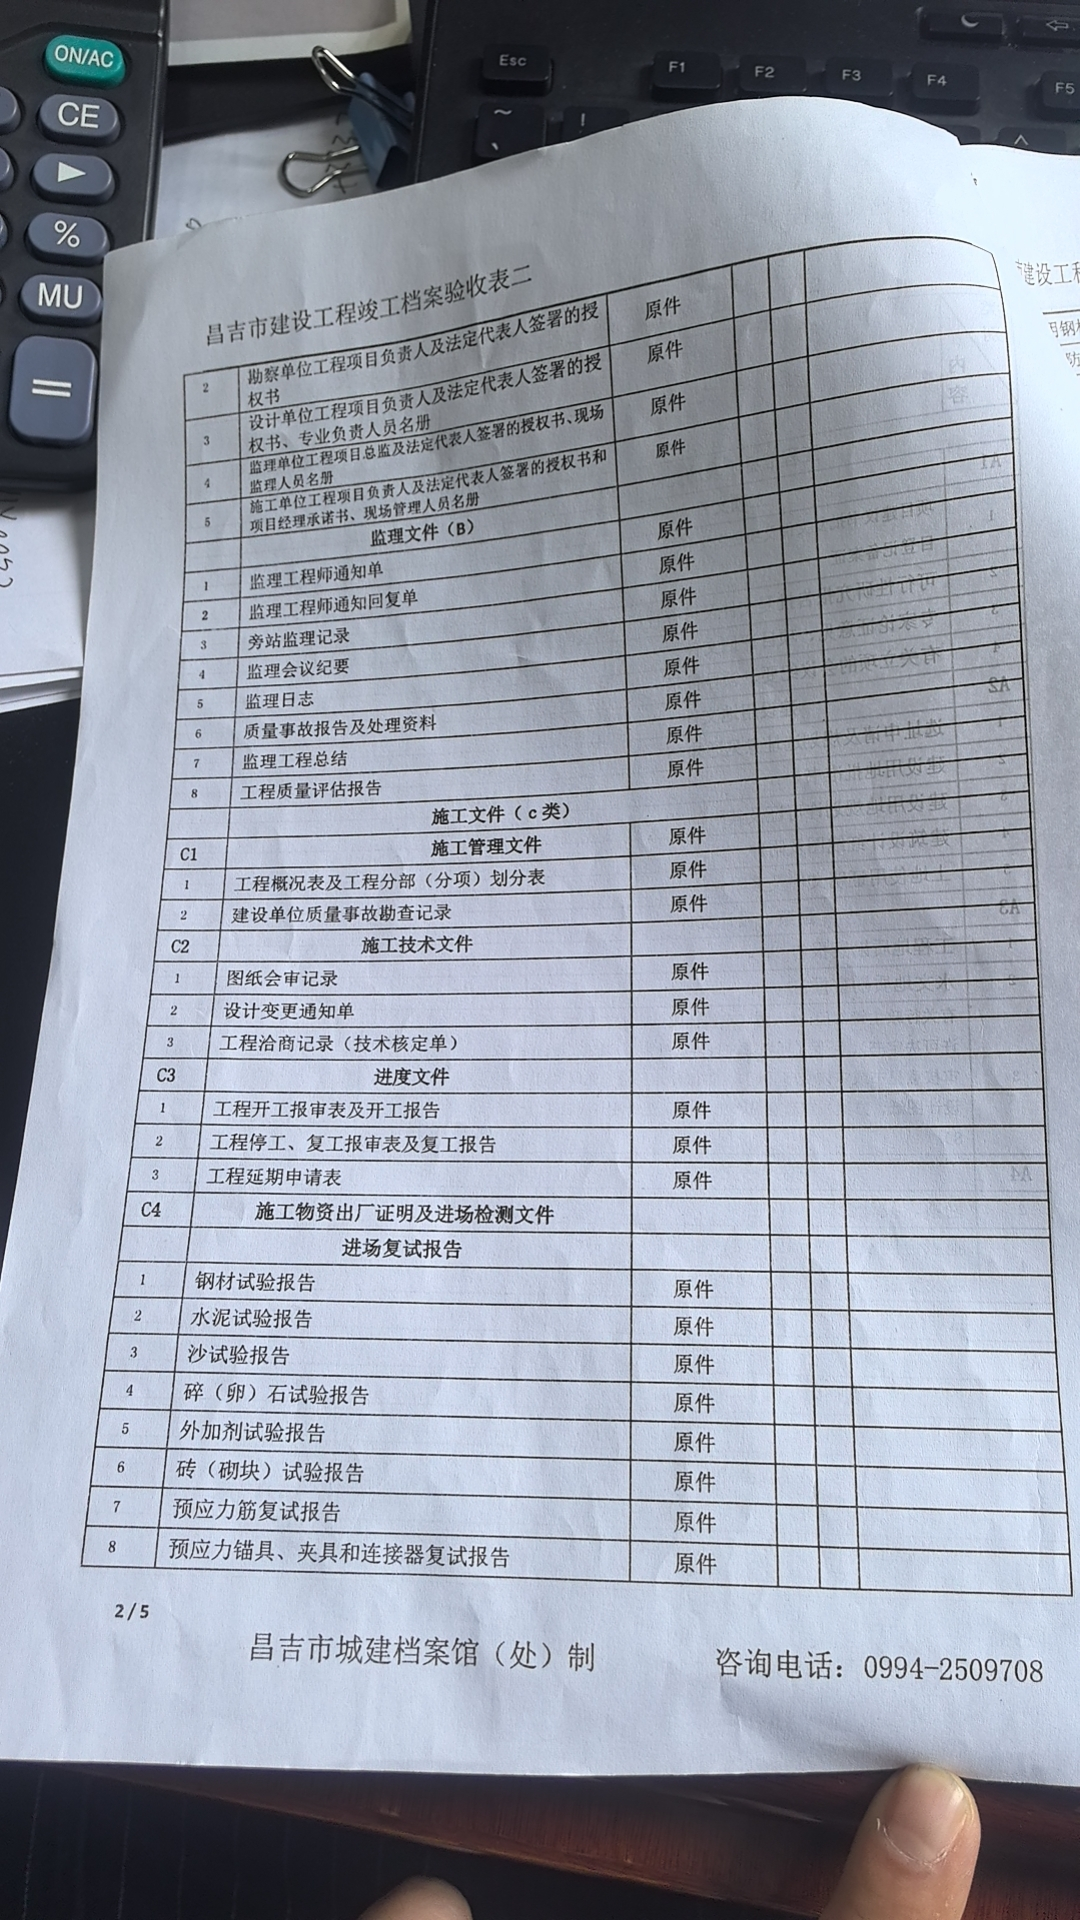 ON/AC
CE
%
MU
Esc
F1
F2
F3
F4
F5
昌吉市建设工程竣工档案验收表二
2 勘察单位工程项目负责人及法定代表人签署的授权书 原件
3 设计单位工程项目负责人及法定代表人签署的授权书、专业负责人员名册 原件
4 监理单位工程项目总监及法定代表人签署的授权书、现场监理人员名册 原件
5 施工单位工程项目负责人及法定代表人签署的授权书和项目经理承诺书、现场管理人员名册 原件
监理文件（B）
1 监理工程师通知单 原件
2 监理工程师通知回复单 原件
3 旁站监理记录 原件
4 监理会议纪要 原件
5 监理日志 原件
6 质量事故报告及处理资料 原件
7 监理工程总结 原件
8 工程质量评估报告 原件
施工文件（c类）
C1 施工管理文件 原件
1 工程概况表及工程分部（分项）划分表 原件
2 建设单位质量事故勘查记录 原件
C2 施工技术文件
1 图纸会审记录 原件
2 设计变更通知单 原件
3 工程洽商记录（技术核定单） 原件
C3 进度文件
1 工程开工报审表及开工报告 原件
2 工程停工、复工报审表及复工报告 原件
3 工程延期申请表 原件
C4 施工物资出厂证明及进场检测文件
进场复试报告
1 钢材试验报告 原件
2 水泥试验报告 原件
3 沙试验报告 原件
4 碎（卵）石试验报告 原件
5 外加剂试验报告 原件
6 砖（砌块）试验报告 原件
7 预应力筋复试报告 原件
8 预应力锚具、夹具和连接器复试报告 原件
2/5
昌吉市城建档案馆（处）制 咨询电话：0994-2509708
建设工程